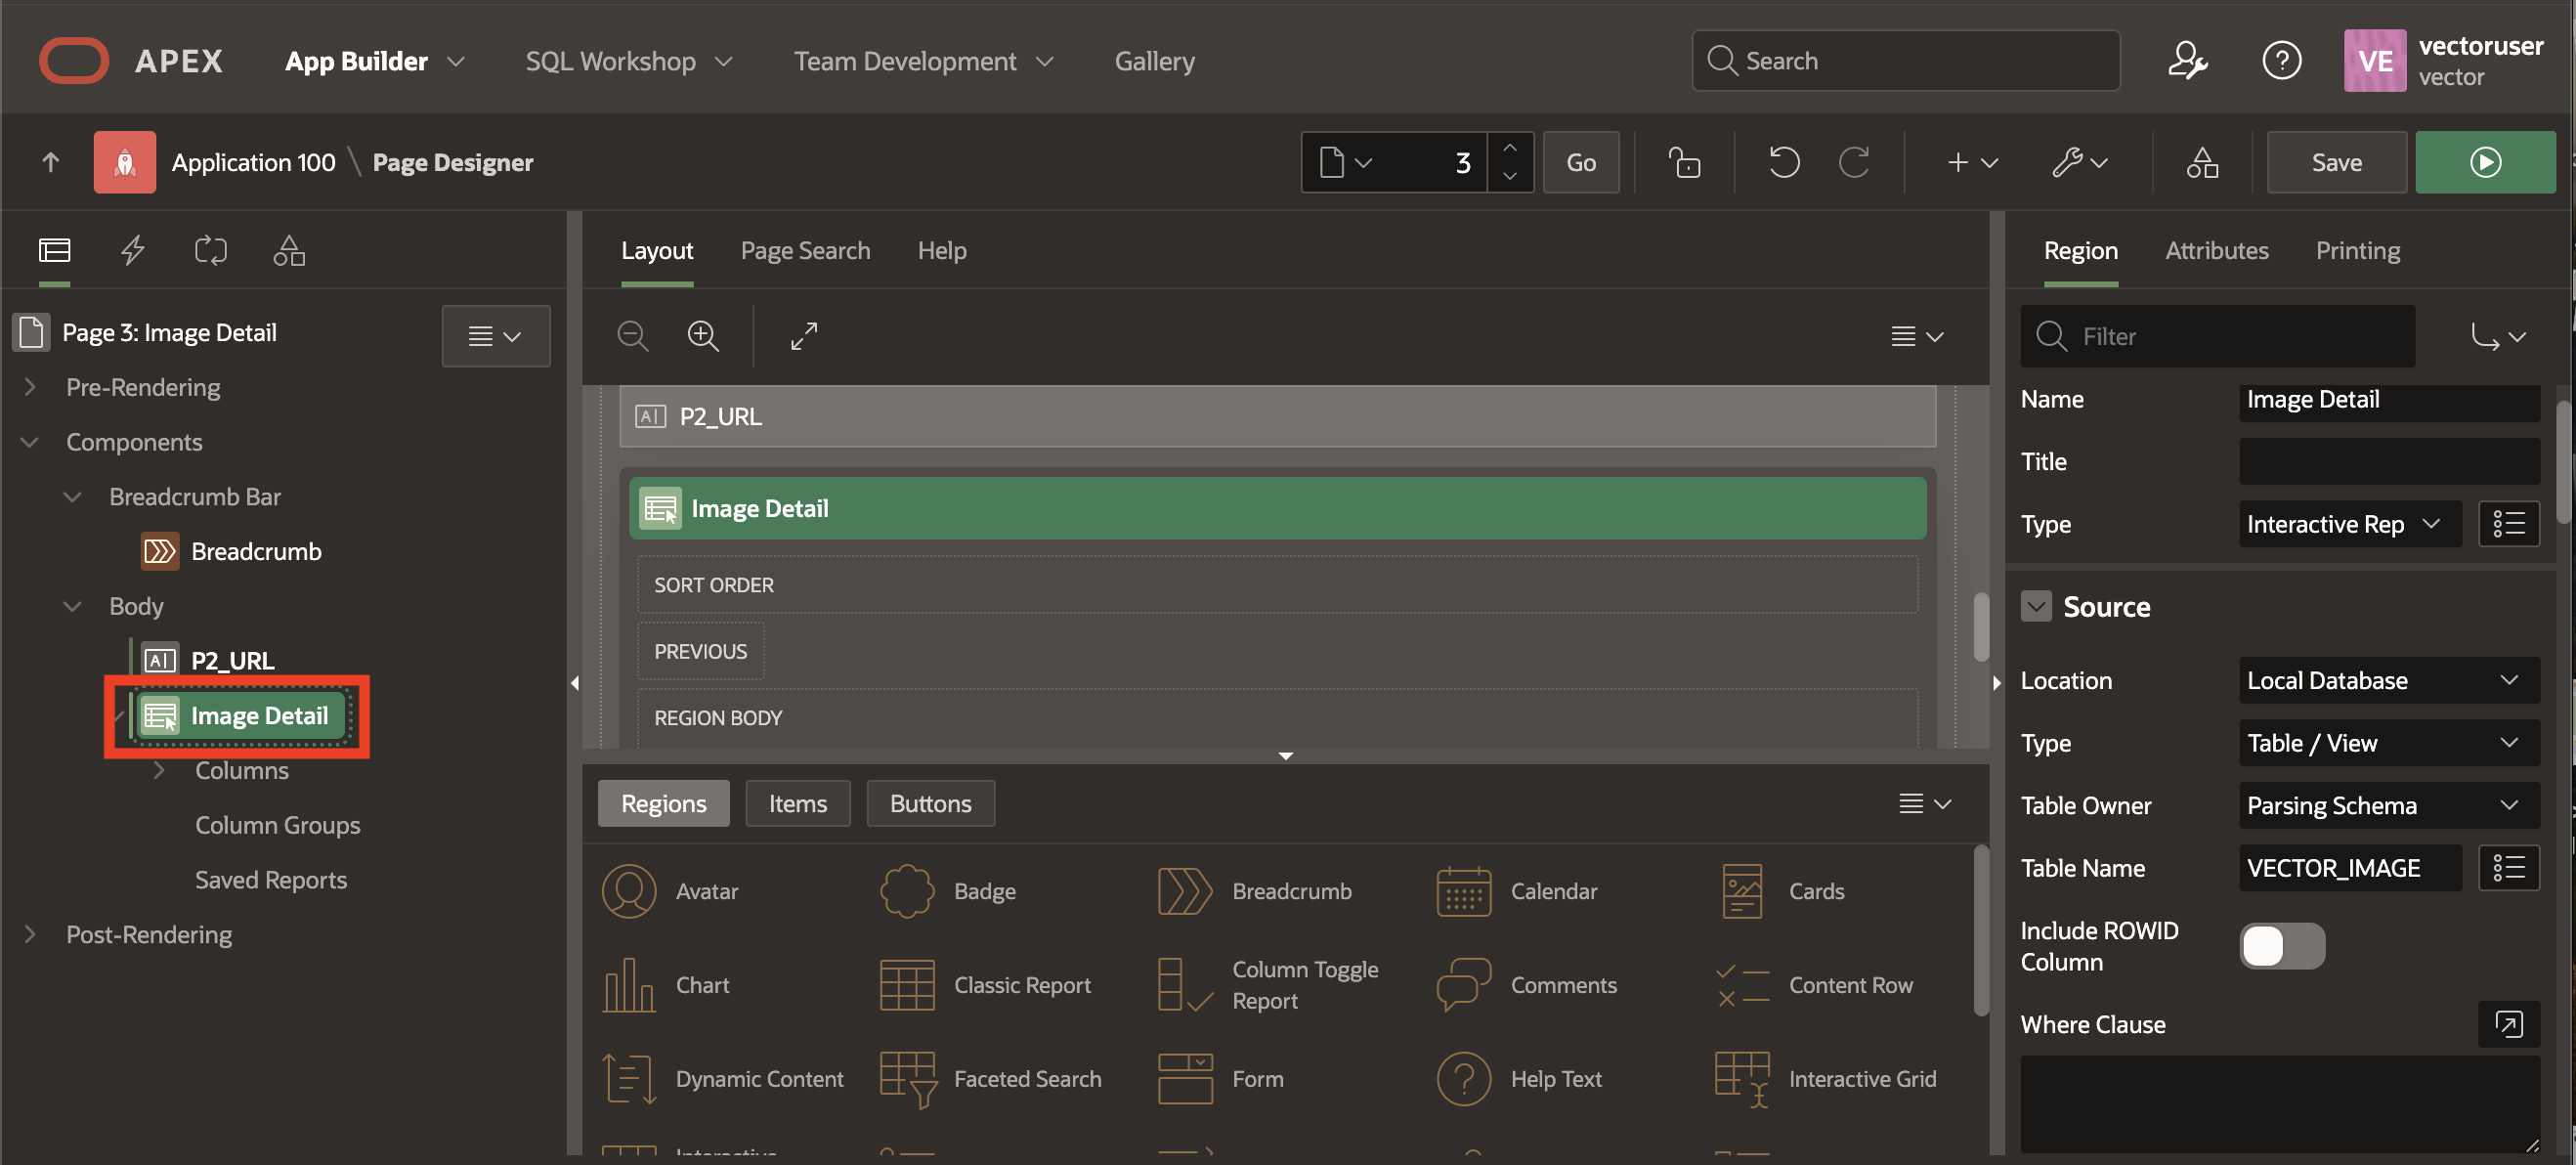 APEX
App Builder
SQL Workshop
Team Development
Gallery
Search
VE
vectoruser
vector
Application 100 \ Page Designer
3
Go
Save
Page 3: Image Detail
Pre-Rendering
Components
Breadcrumb Bar
Breadcrumb
Body
P2_URL
Image Detail
Columns
Column Groups
Saved Reports
Post-Rendering
Layout
Page Search
Help
P2_URL
Image Detail
SORT ORDER
PREVIOUS
REGION BODY
Regions
Items
Buttons
Avatar
Badge
Breadcrumb
Calendar
Cards
Chart
Classic Report
Column Toggle
Report
Comments
Content Row
Dynamic Content
Faceted Search
Form
Help Text
Interactive Grid
Interactive
Region
Attributes
Printing
Filter
Name
Image Detail
Title
Type
Interactive Rep
Source
Location
Local Database
Type
Table / View
Table Owner
Parsing Schema
Table Name
VECTOR_IMAGE
Include ROWID
Column
Where Clause